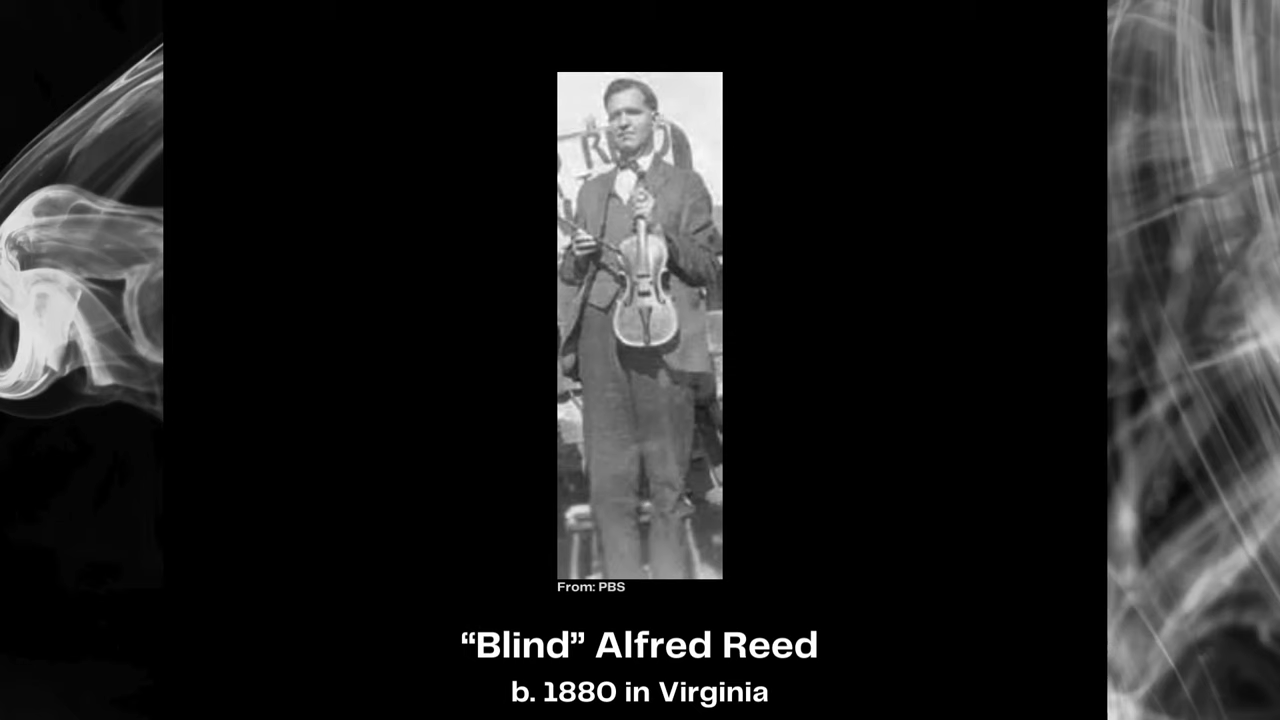 From: PBS
“Blind” Alfred Reed
b. 1880 in Virginia